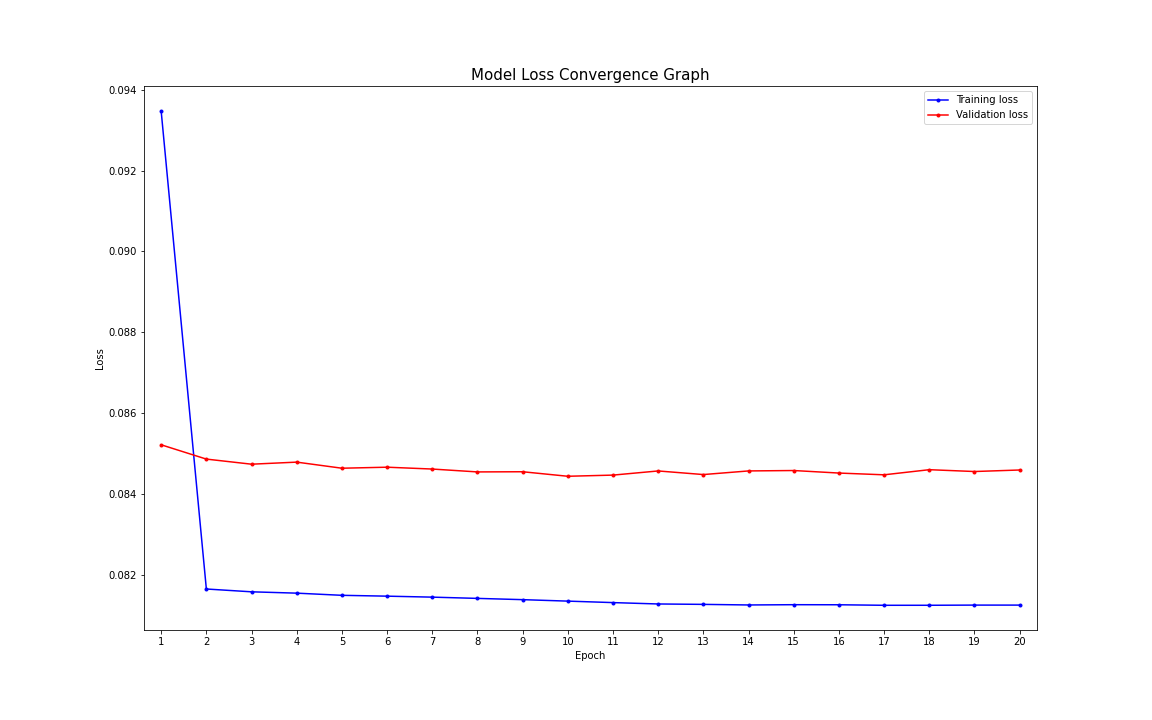 Model Loss Convergence Graph
Training loss
Validation loss
0.094
0.092
0.090
0.088
0.086
0.084
0.082
Loss
1 2 3 4 5 6 7 8 9 10 11 12 13 14 15 16 17 18 19 20
Epoch